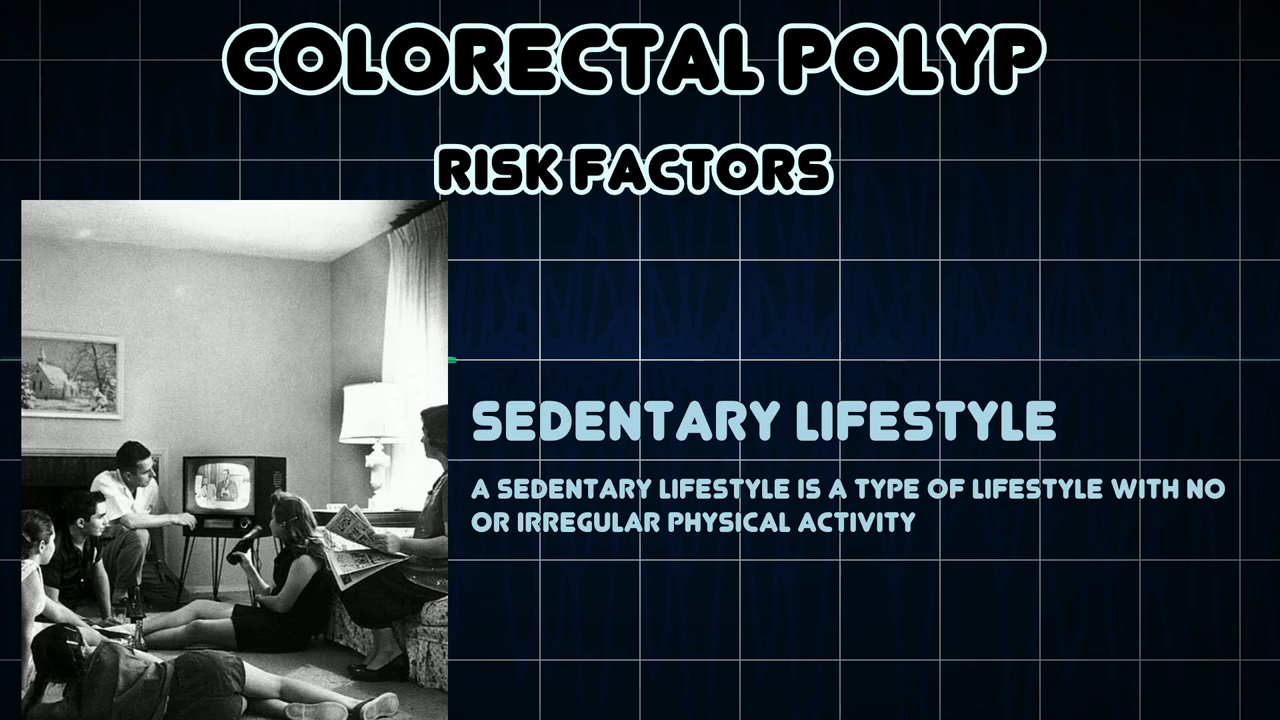 COLORECTAL POLYP
RISK FACTORS
SEDENTARY LIFESTYLE
A SEDENTARY LIFESTYLE IS A TYPE OF LIFESTYLE WITH NO
OR IRREGULAR PHYSICAL ACTIVITY